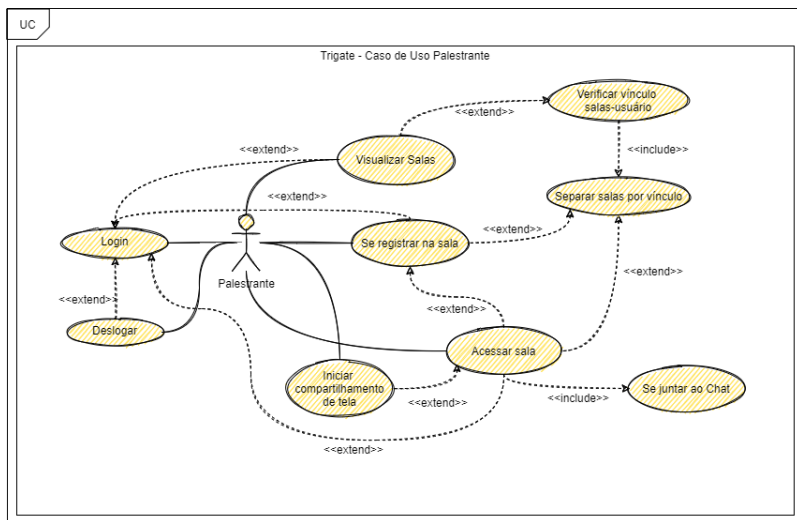 UC
Trigate - Caso de Uso Palestrante
Verificar vínculo
salas-usuário
<<extend>>
<<extend>>
Visualizar Salas
<<include>>
<<extend>>
Separar salas por vínculo
Login
Se registrar na sala
<<extend>>
Palestrante
<<extend>>
<<extend>>
<<extend>>
Deslogar
Acessar sala
Iniciar
compartilhamento
de tela
<<extend>>
<<include>>
Se juntar ao Chat
<<extend>>